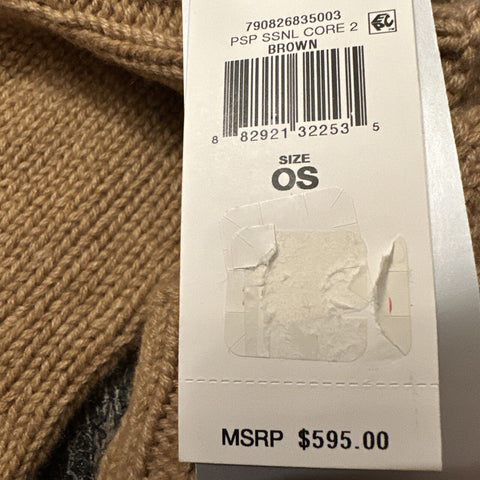 790826835003
PSP SSNL CORE 2
BROWN
8 82921 32253 5
SIZE
OS
MSRP $595.00